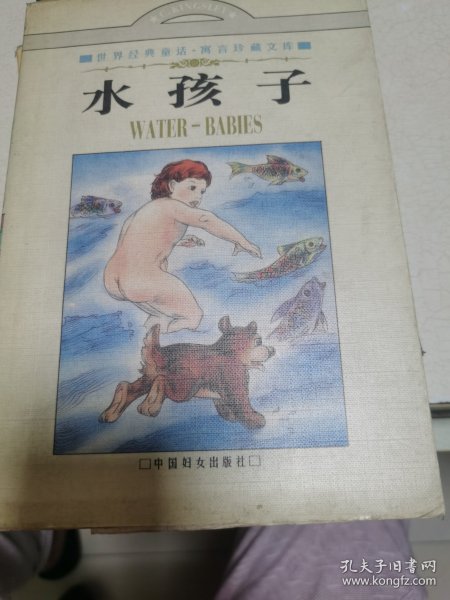 C. KINGSLEY
世界经典童话·寓言珍藏文库
水孩子
WATER-BABIES
□中国妇女出版社□
孔夫子旧书网
www.kongfz.com